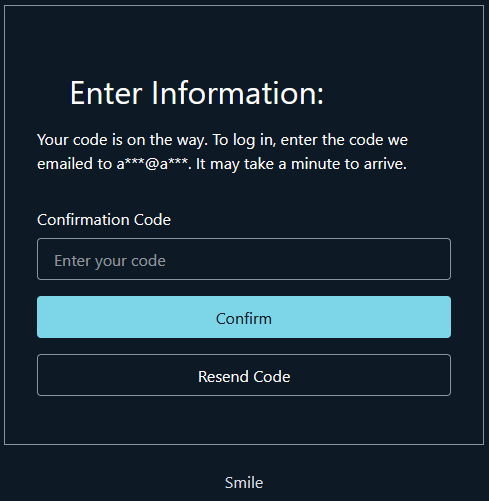 Enter Information:
Your code is on the way. To log in, enter the code we
emailed to a***@a***. It may take a minute to arrive.
Confirmation Code
Enter your code
Confirm
Resend Code
Smile